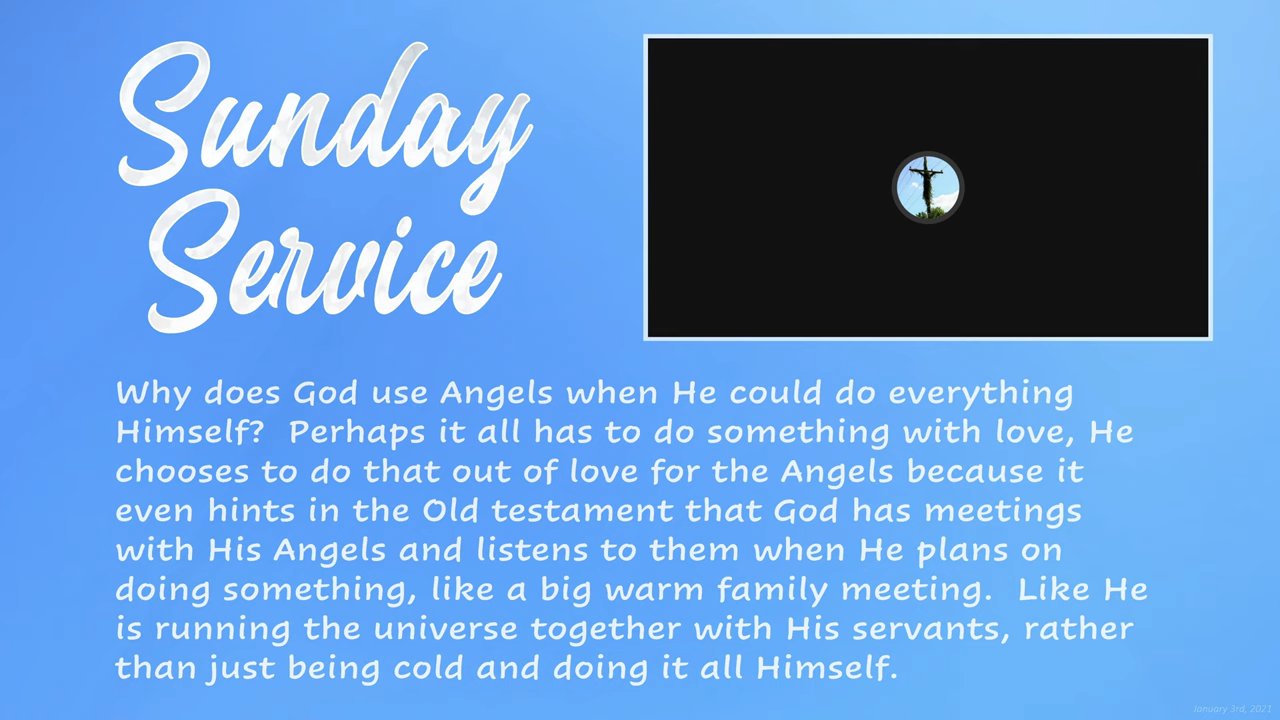 Sunday
Service
Why does God use Angels when He could do everything
Himself?  Perhaps it all has to do something with love, He
chooses to do that out of love for the Angels because it
even hints in the Old testament that God has meetings
with His Angels and listens to them when He plans on
doing something, like a big warm family meeting.  Like He
is running the universe together with His servants, rather
than just being cold and doing it all Himself.
January 3rd, 2021